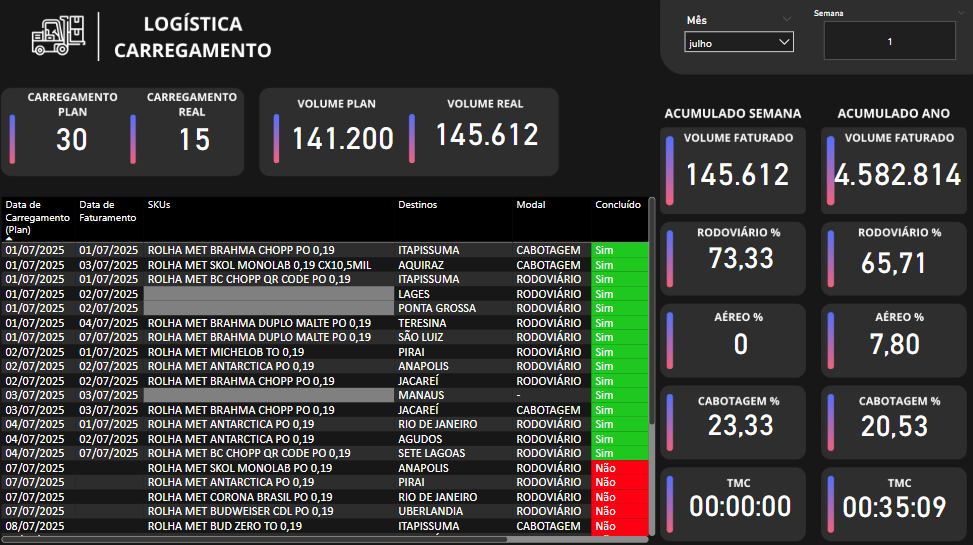 LOGÍSTICA
CARREGAMENTO
Mês
julho
Semana
1
CARREGAMENTO
PLAN
30
CARREGAMENTO
REAL
15
VOLUME PLAN
141.200
VOLUME REAL
145.612
ACUMULADO SEMANA
VOLUME FATURADO
145.612
RODOVIÁRIO %
73,33
AÉREO %
0
CABOTAGEM %
23,33
TMC
00:00:00
ACUMULADO ANO
VOLUME FATURADO
4.582.814
RODOVIÁRIO %
65,71
AÉREO %
7,80
CABOTAGEM %
20,53
TMC
00:35:09
Data de Carregamento (Plan) Data de Faturamento SKUs Destinos Modal Concluído
01/07/2025 01/07/2025 ROLHA MET BRAHMA CHOPP PO 0,19 ITAPISSUMA CABOTAGEM Sim
01/07/2025 03/07/2025 ROLHA MET SKOL MONOLAB 0,19 CX10,5MIL AQUIRAZ CABOTAGEM Sim
01/07/2025 01/07/2025 ROLHA MET BC CHOPP QR CODE PO 0,19 ITAPISSUMA RODOVIÁRIO Sim
01/07/2025 02/07/2025 LAGES RODOVIÁRIO Sim
01/07/2025 02/07/2025 PONTA GROSSA RODOVIÁRIO Sim
01/07/2025 04/07/2025 ROLHA MET BRAHMA DUPLO MALTE PO 0,19 TERESINA RODOVIÁRIO Sim
01/07/2025 07/07/2025 ROLHA MET BRAHMA DUPLO MALTE PO 0,19 SÃO LUIZ RODOVIÁRIO Sim
02/07/2025 01/07/2025 ROLHA MET MICHELOB TO 0,19 PIRAI RODOVIÁRIO Sim
02/07/2025 02/07/2025 ROLHA MET ANTARCTICA PO 0,19 ANAPOLIS RODOVIÁRIO Sim
02/07/2025 02/07/2025 ROLHA MET BRAHMA CHOPP PO 0,19 JACAREÍ RODOVIÁRIO Sim
03/07/2025 03/07/2025 MANAUS - Sim
03/07/2025 03/07/2025 ROLHA MET BRAHMA CHOPP PO 0,19 JACAREÍ CABOTAGEM Sim
04/07/2025 01/07/2025 ROLHA MET ANTARCTICA PO 0,19 RIO DE JANEIRO RODOVIÁRIO Sim
04/07/2025 02/07/2025 ROLHA MET ANTARCTICA PO 0,19 AGUDOS RODOVIÁRIO Sim
04/07/2025 07/07/2025 ROLHA MET BC CHOPP QR CODE PO 0,19 SETE LAGOAS RODOVIÁRIO Sim
07/07/2025 ROLHA MET SKOL MONOLAB PO 0,19 ANAPOLIS RODOVIÁRIO Não
07/07/2025 ROLHA MET ANTARCTICA PO 0,19 PIRAI RODOVIÁRIO Não
07/07/2025 ROLHA MET CORONA BRASIL PO 0,19 RIO DE JANEIRO RODOVIÁRIO Não
07/07/2025 ROLHA MET BUDWEISER CDL PO 0,19 UBERLANDIA RODOVIÁRIO Não
08/07/2025 ROLHA MET BUD ZERO TO 0,19 ITAPISSUMA CABOTAGEM Não